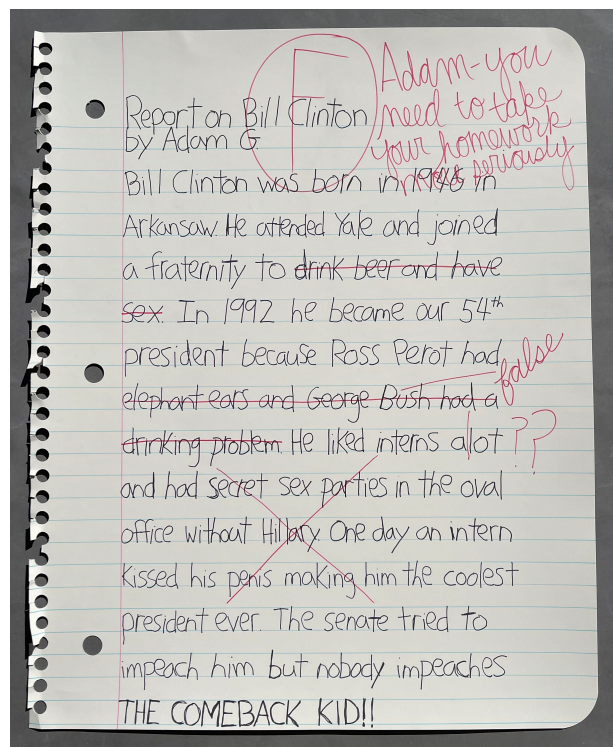 F
Adam-you
need to take
your homework
more seriously
Report on Bill Clinton
by Adam G
Bill Clinton was born in 1946 in
Arkansaw. He attended Yale and joined
a fraternity to drink beer and have
sex. In 1992 he became our 54th
president because Ross Perot had
false
elephant ears and George Bush had a
drinking problem. He liked interns alot ??
and had secret sex parties in the oval
office without Hillary. One day an intern
kissed his penis making him the coolest
president ever. The senate tried to
impeach him but nobody impeaches
THE COMEBACK KID!!